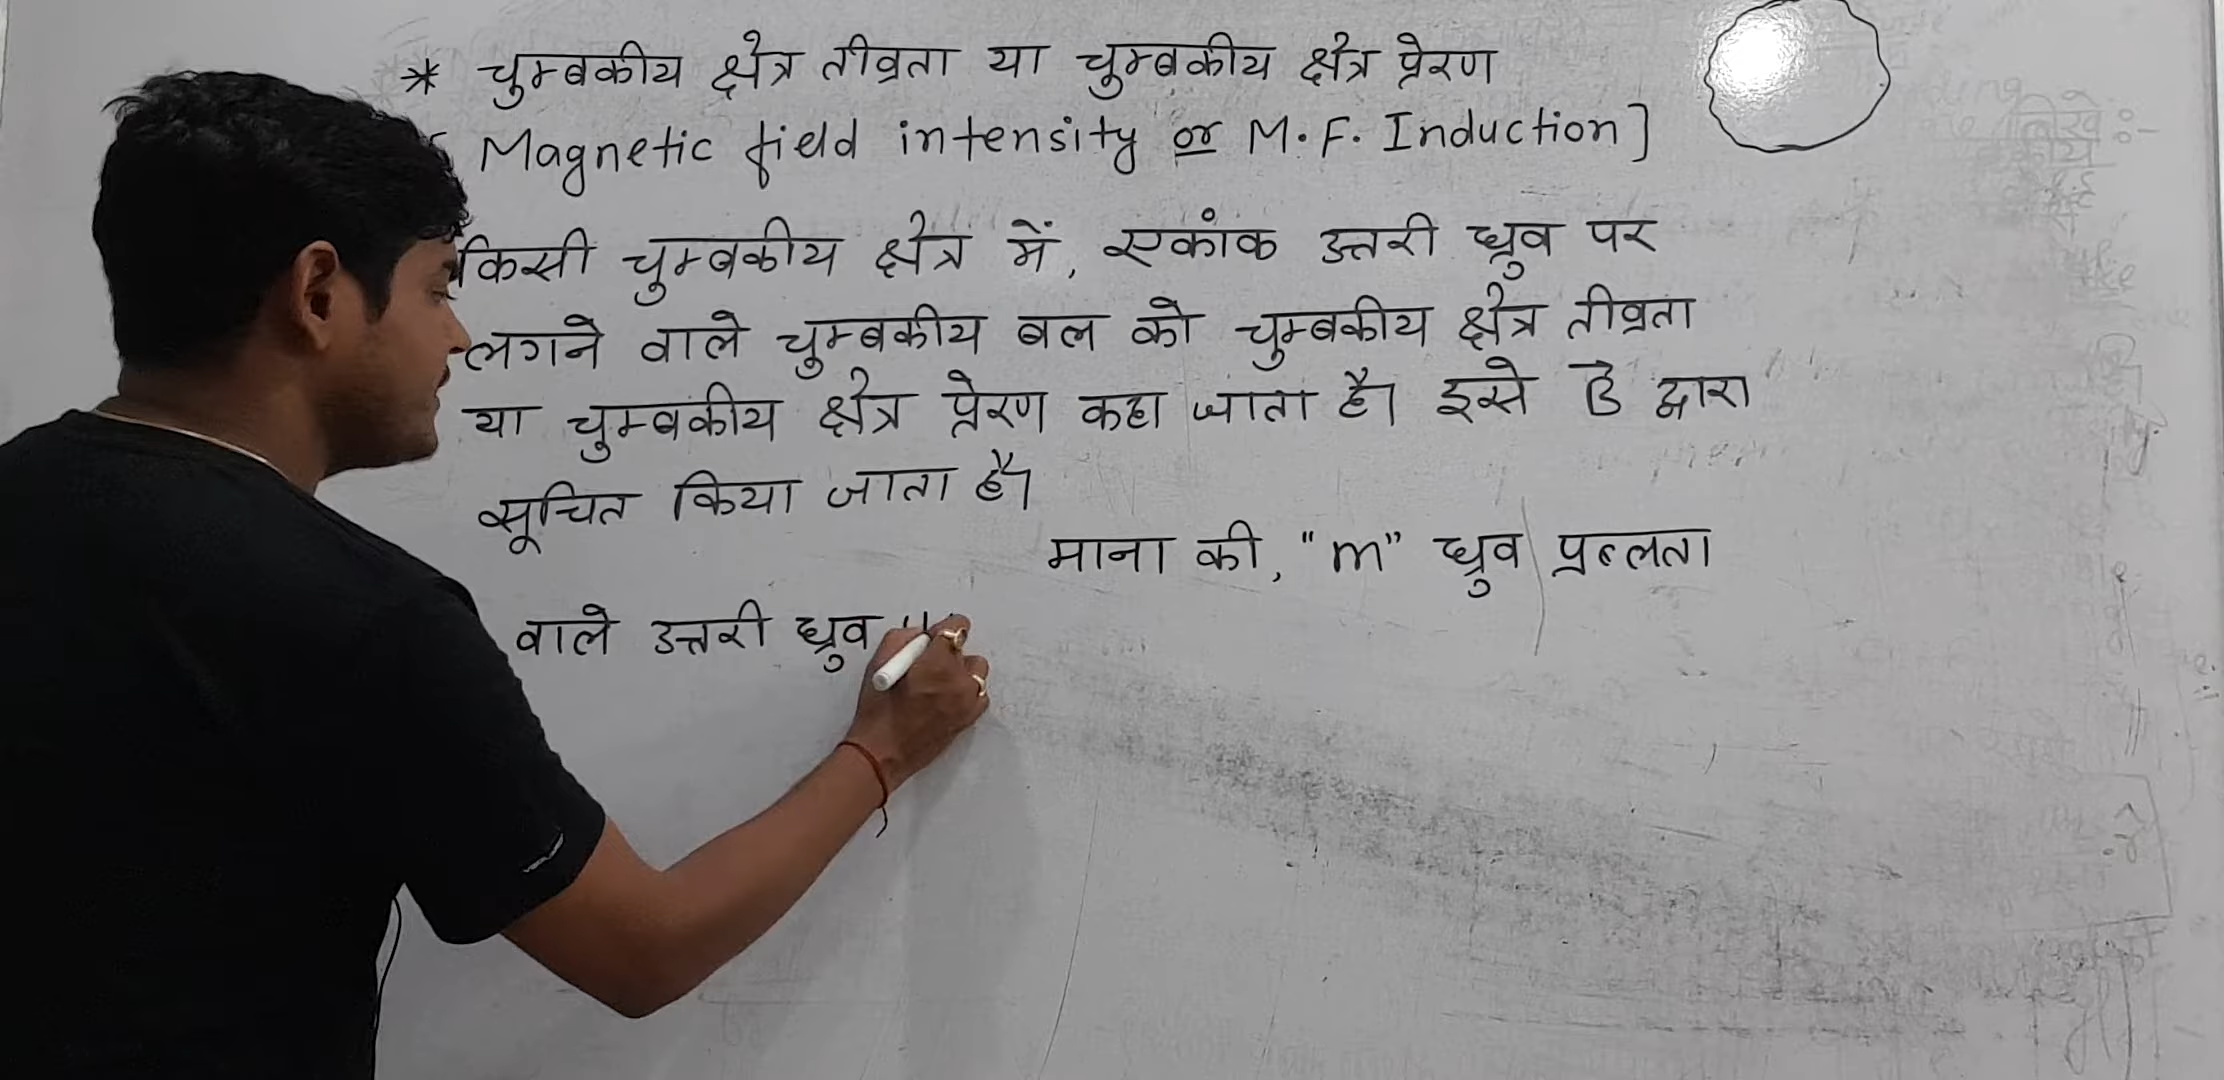 * चुम्बकीय क्षेत्र तीव्रता या चुम्बकीय क्षेत्र प्रेरण
[ Magnetic field intensity or M.F. Induction ]
किसी चुम्बकीय क्षेत्र में, एकांक उत्तरी ध्रुव पर
लगने वाले चुम्बकीय बल को चुम्बकीय क्षेत्र तीव्रता
या चुम्बकीय क्षेत्र प्रेरण कहा जाता है। इसे B⃗ द्वारा
सूचित किया जाता है।
माना की, "m" ध्रुव प्रबलता
वाले उत्तरी ध्रुव